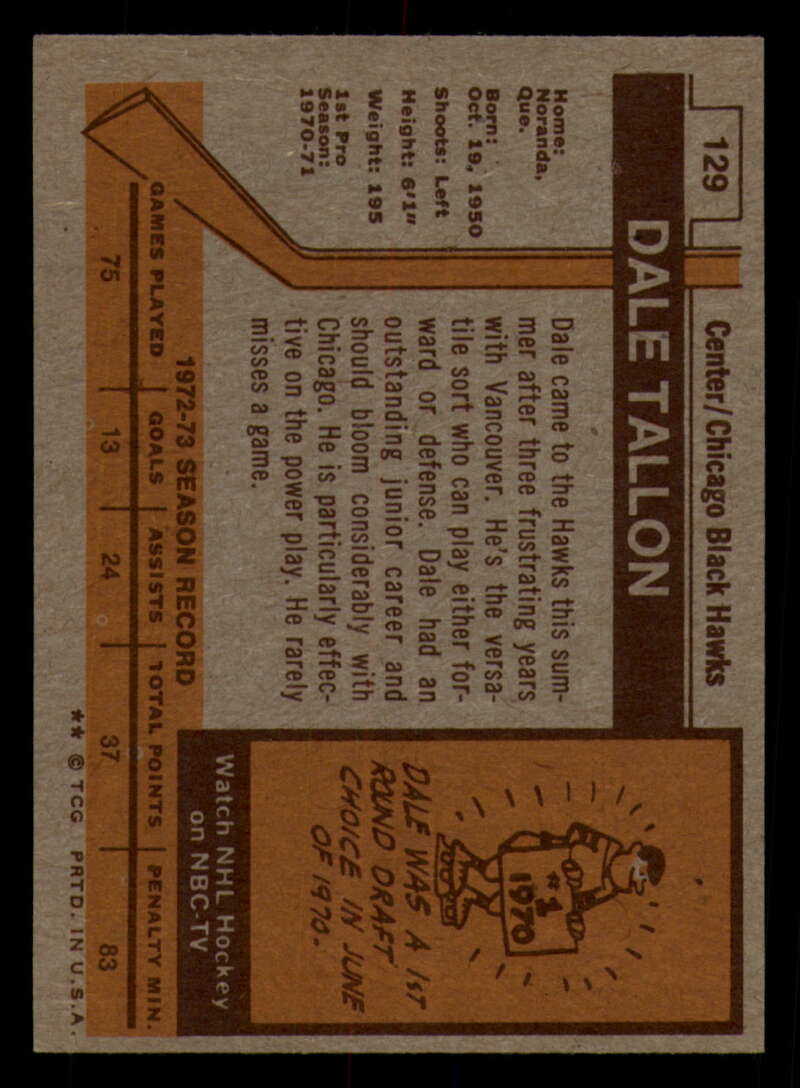 129
Center/Chicago Black Hawks
DALE TALLON
Home:
Noranda,
Que.
Born:
Oct. 19, 1950
Shoots: Left
Height: 6'1"
Weight: 195
1st Pro
Season:
1970-71
Dale came to the Hawks this sum-
mer after three frustrating years
with Vancouver. He's the versa-
tile sort who can play either for-
ward or defense. Dale had an
outstanding junior career and
should bloom considerably with
Chicago. He is particularly effec-
tive on the power play. He rarely
misses a game.
#1
1970
DALE WAS A 1ST
ROUND DRAFT
CHOICE IN JUNE
OF 1970.
Watch NHL Hockey
on NBC-TV
1972-73 SEASON RECORD
GAMES PLAYED GOALS ASSISTS TOTAL POINTS PENALTY MIN.
75 13 24 37 83
** © TCG PRTD. IN U.S.A.